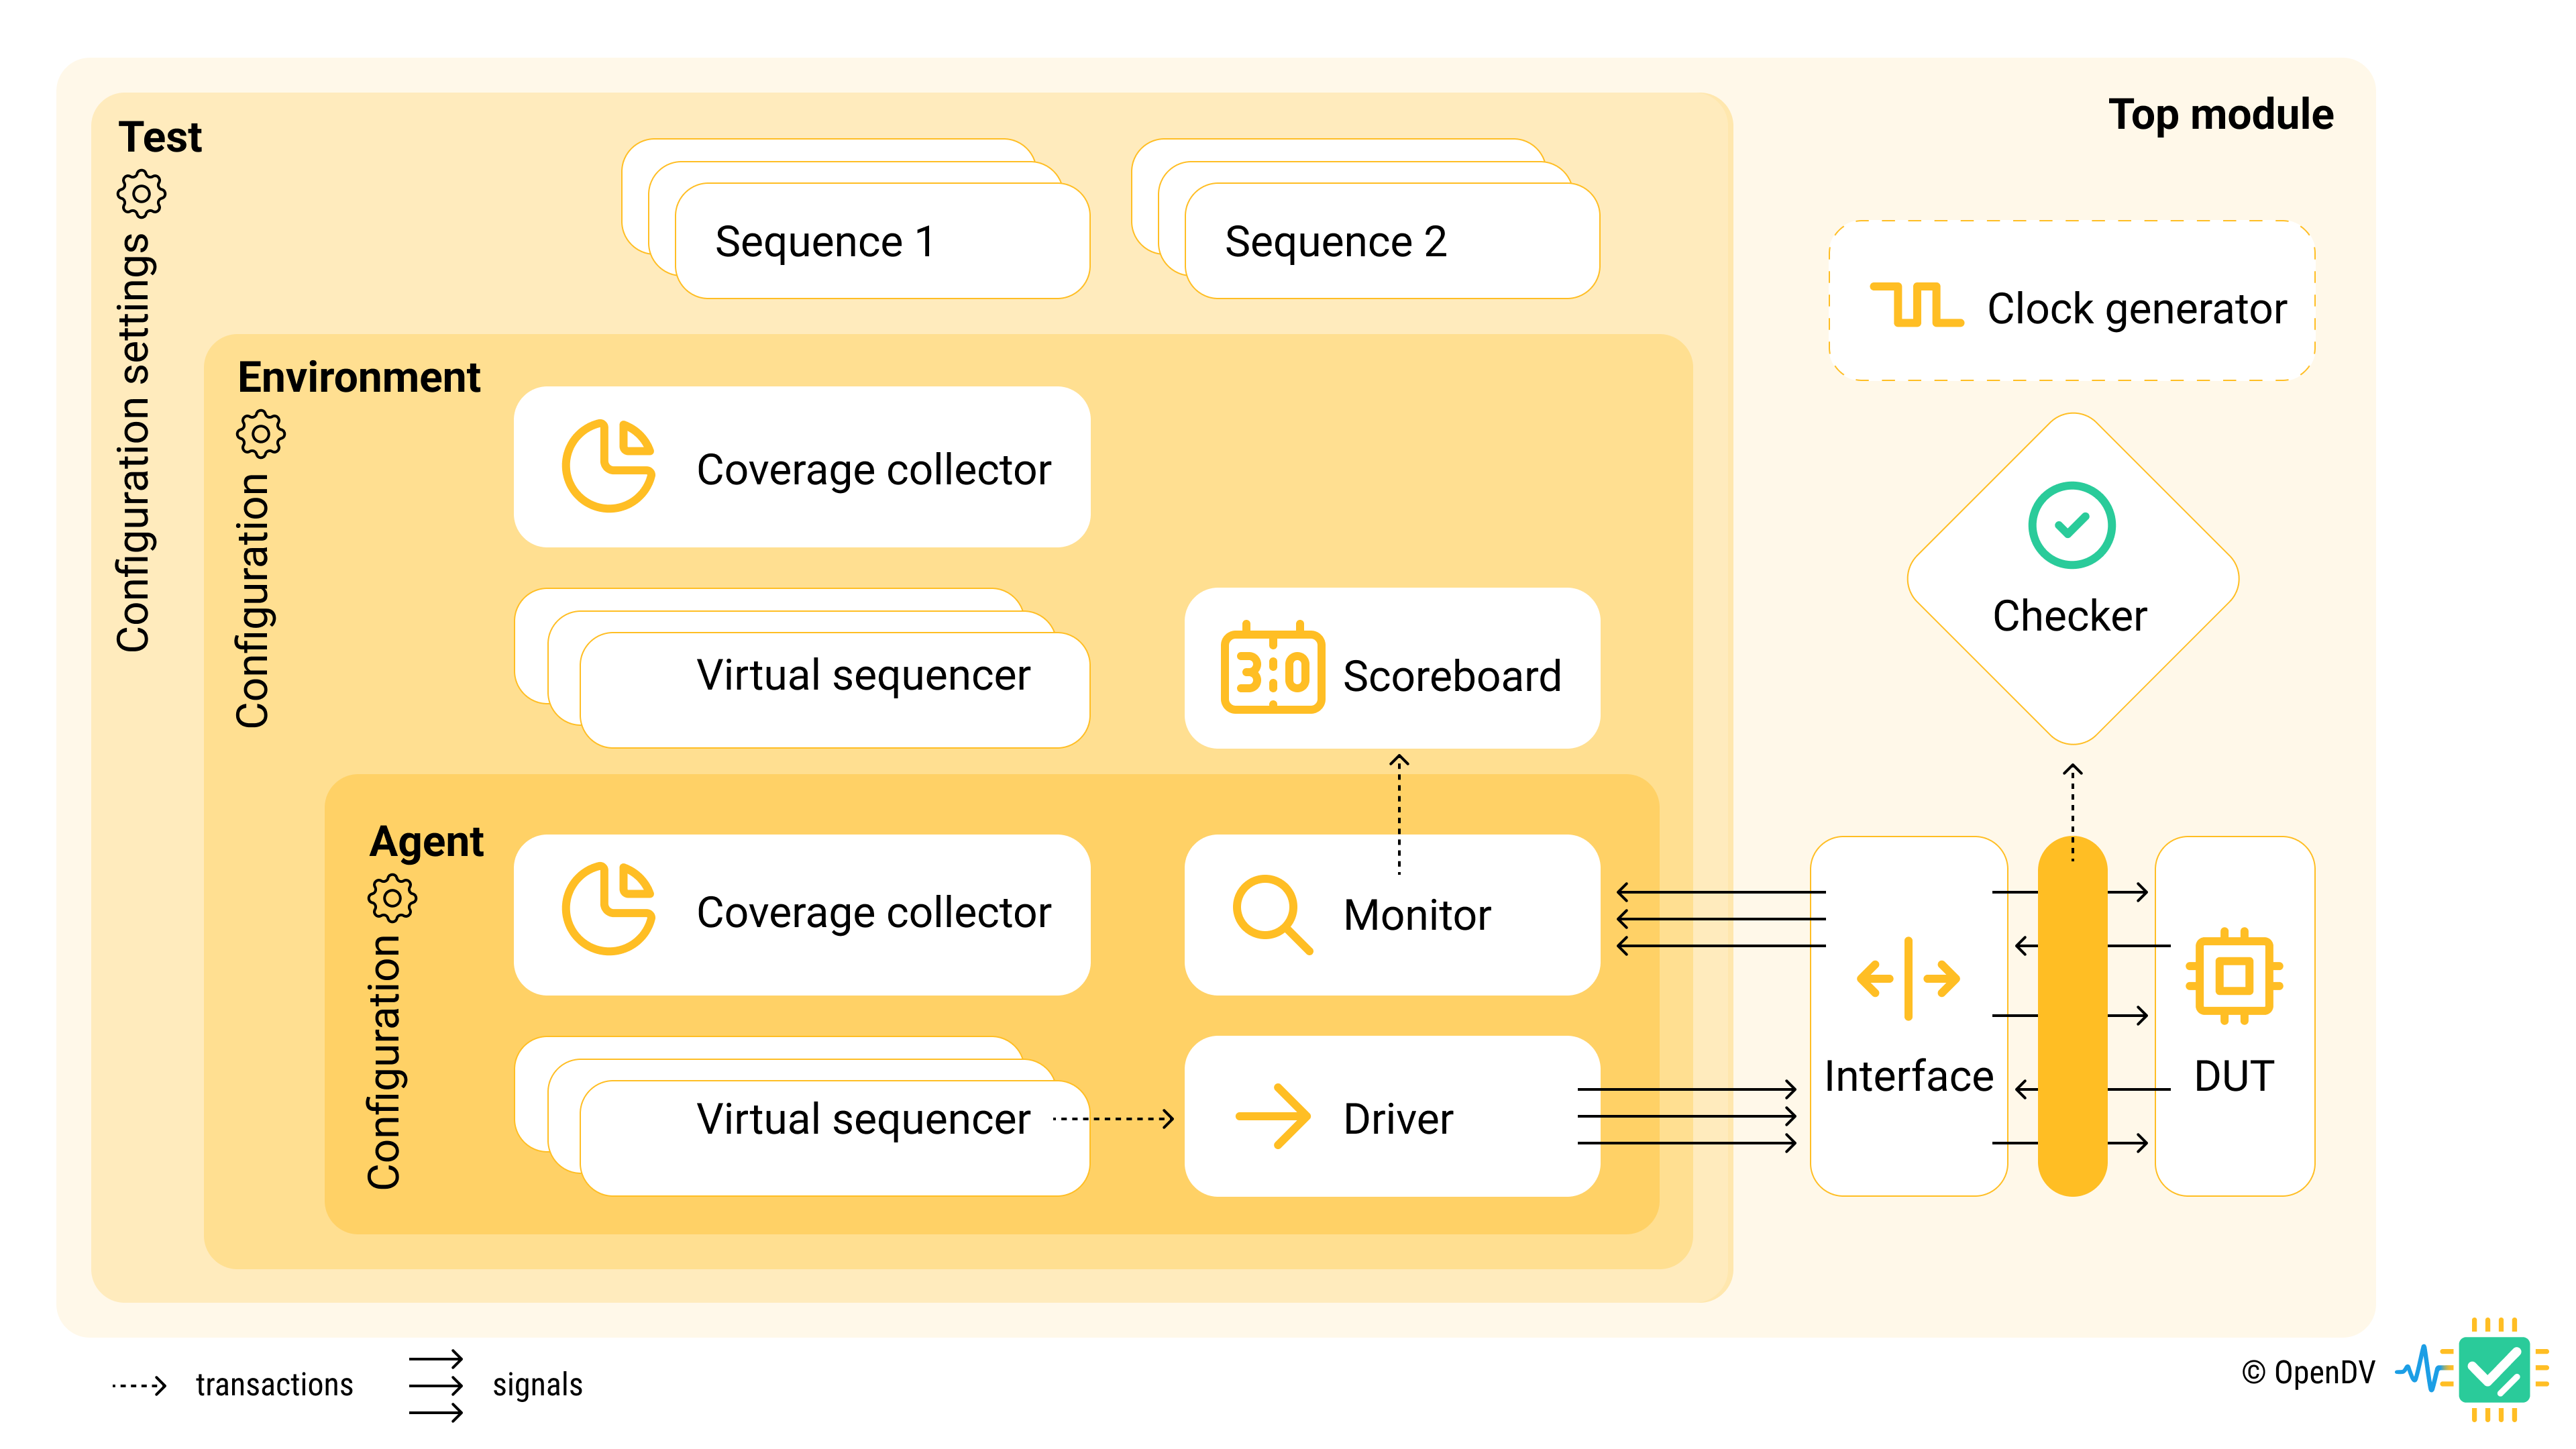 Top module
Test
Configuration settings
Sequence 1
Sequence 2
Clock generator
Environment
Configuration
Coverage collector
Virtual sequencer
3:0
Scoreboard
Checker
Agent
Configuration
Coverage collector
Monitor
Virtual sequencer
Driver
Interface
DUT
transactions
signals
© OpenDV